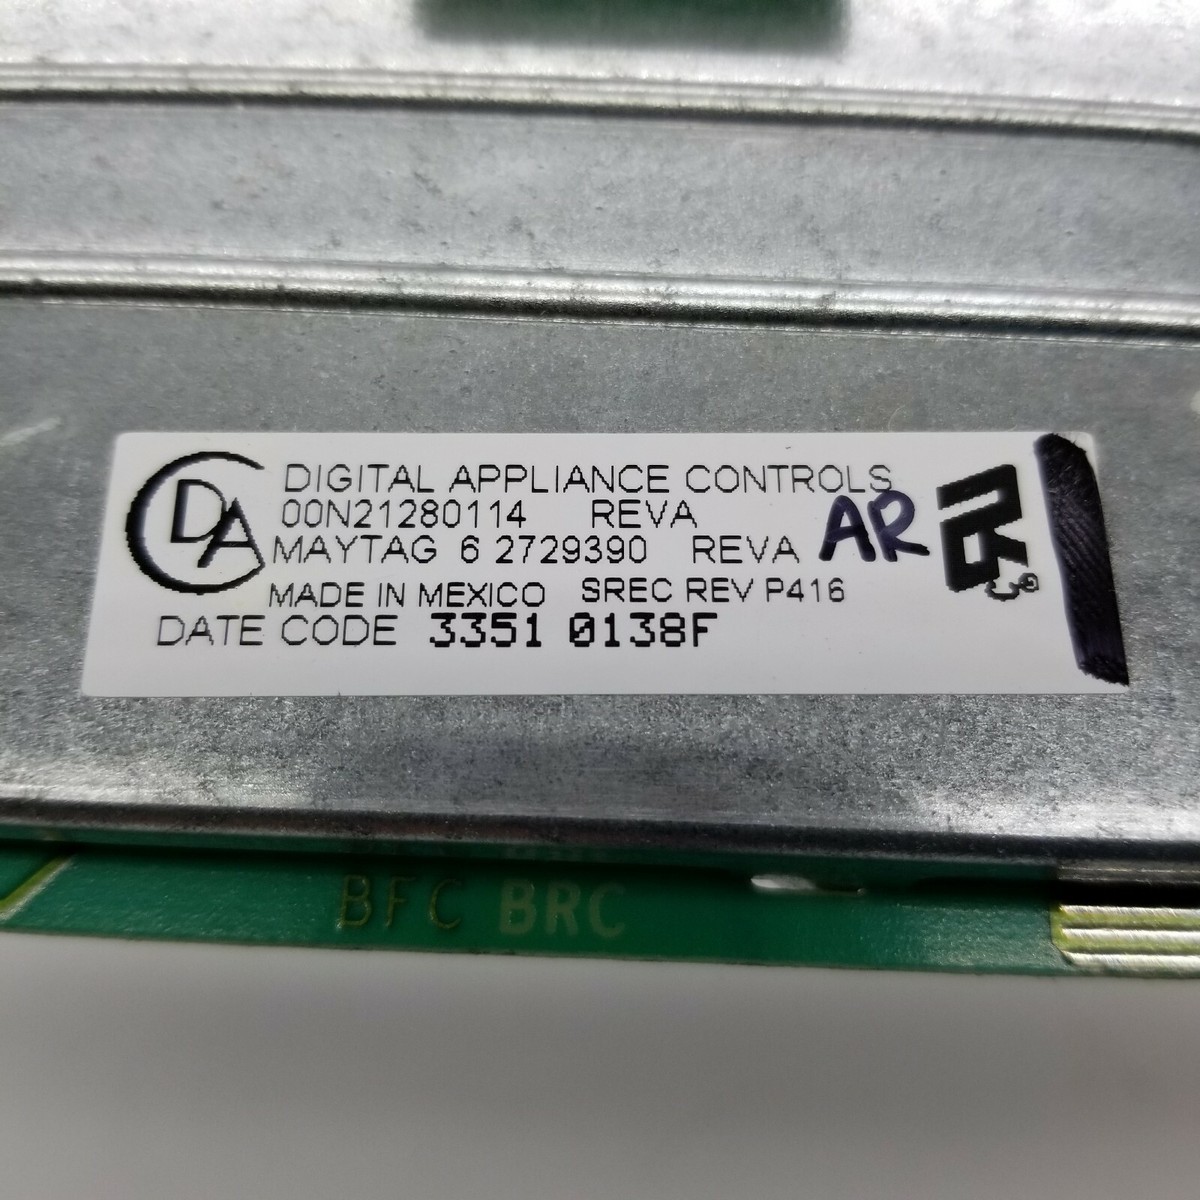 DIGITAL APPLIANCE CONTROLS
00N21280114 REVA
MAYTAG 6 2729390 REVA AR
MADE IN MEXICO SREC REV P416
DATE CODE 3351 0138F
DA
BFC BRC